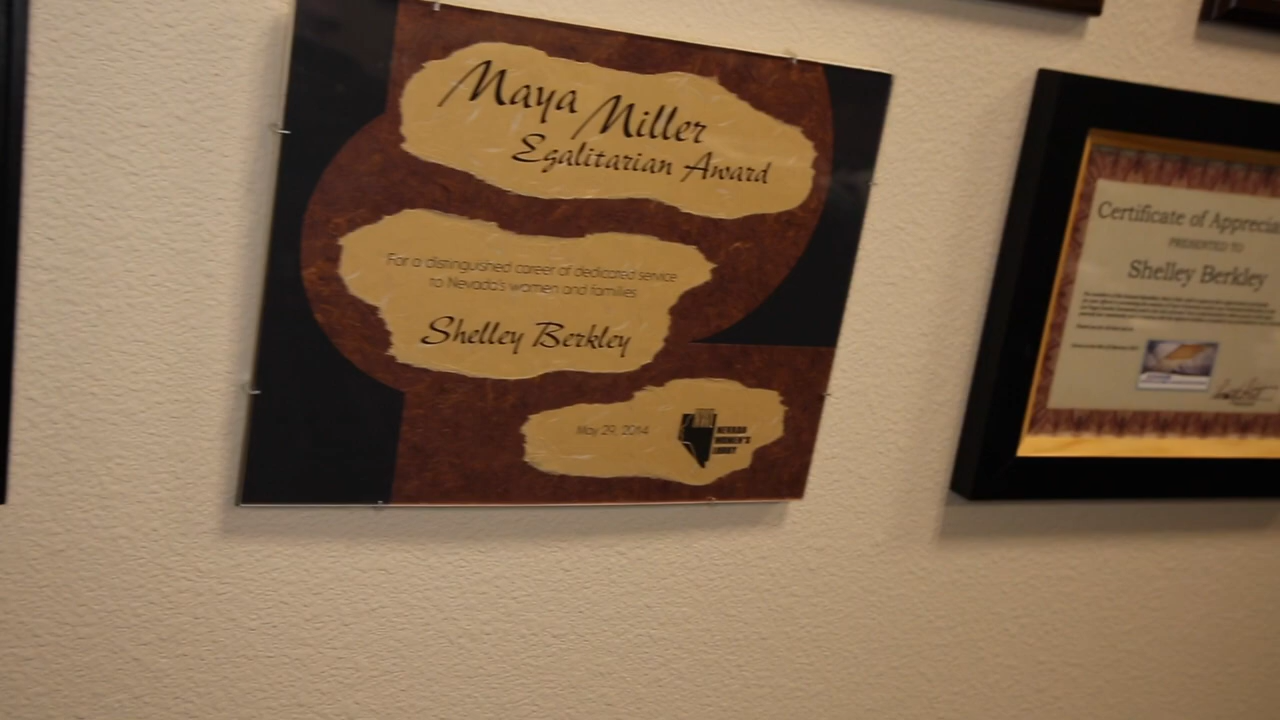 Maya Miller
Egalitarian Award
For a distinguished career of dedicated service
to Nevada's women and families
Shelley Berkley
May 29, 2014
NEVADA
WOMEN'S
LOBBY
Certificate of Apprecia
PRESENTED TO
Shelley Berkley